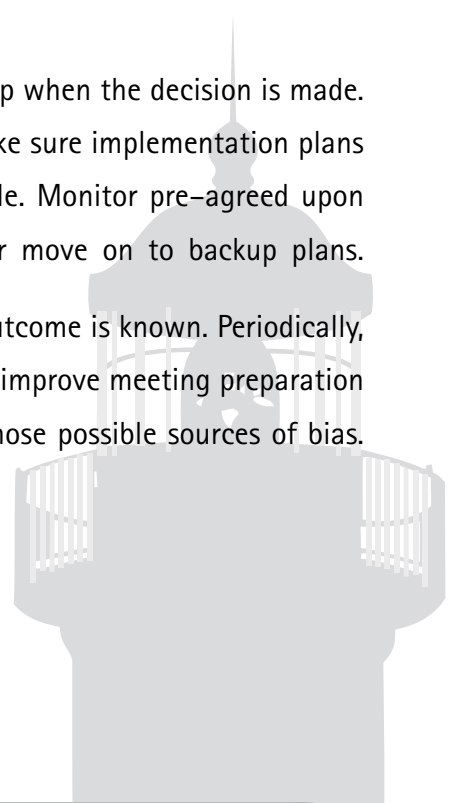 p when the decision is made.
ke sure implementation plans
le. Monitor pre-agreed upon
r move on to backup plans.
utcome is known. Periodically,
improve meeting preparation
nose possible sources of bias.